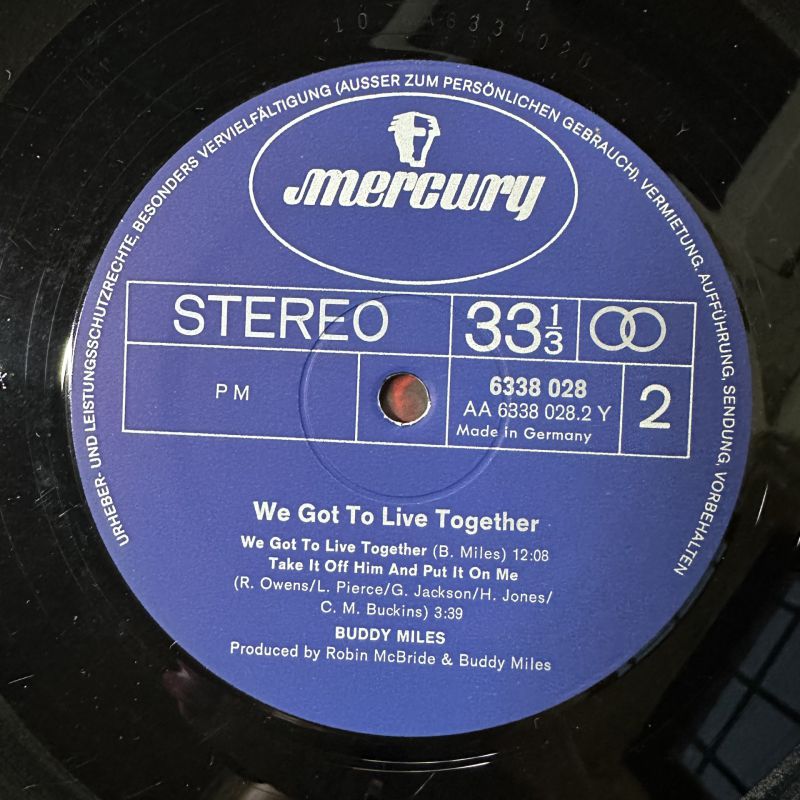 URHEBER- UND LEISTUNGSSCHUTZRECHTE, BESONDERS VERVIELFÄLTIGUNG (AUSSER ZUM PERSÖNLICHEN GEBRAUCH), VERMIETUNG, AUFFÜHRUNG, SENDUNG, VORBEHALTEN
mercury
STEREO
33 1/3
PM
6338 028
AA 6338 028.2 Y
Made in Germany
2
We Got To Live Together
We Got To Live Together (B. Miles) 12:08
Take It Off Him And Put It On Me
(R. Owens/L. Pierce/G. Jackson/H. Jones/
C. M. Buckins) 3:39
BUDDY MILES
Produced by Robin McBride & Buddy Miles